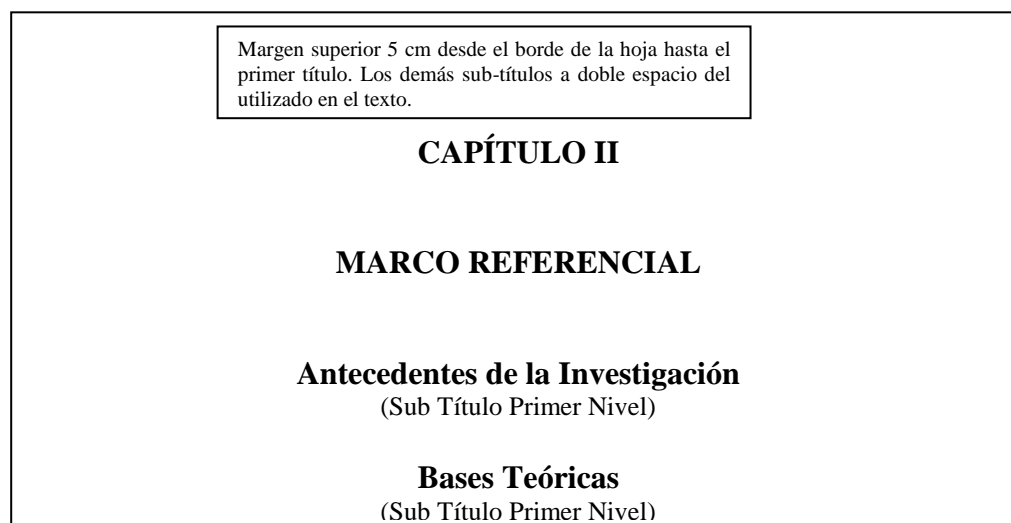 Margen superior 5 cm desde el borde de la hoja hasta el
primer título. Los demás sub-títulos a doble espacio del
utilizado en el texto.
CAPÍTULO II
MARCO REFERENCIAL
Antecedentes de la Investigación
(Sub Título Primer Nivel)
Bases Teóricas
(Sub Título Primer Nivel)